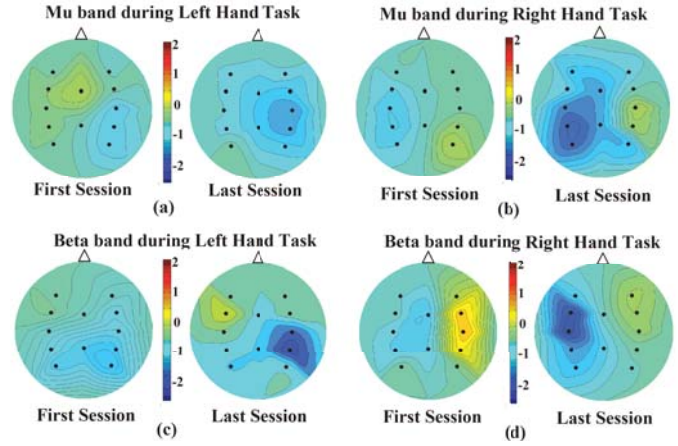 Mu band during Left Hand Task
2
1
0
-1
-2
First Session
Last Session
(a)
Mu band during Right Hand Task
2
1
0
-1
-2
First Session
Last Session
(b)
Beta band during Left Hand Task
2
1
0
-1
-2
First Session
Last Session
(c)
Beta band during Right Hand Task
2
1
0
-1
-2
First Session
Last Session
(d)